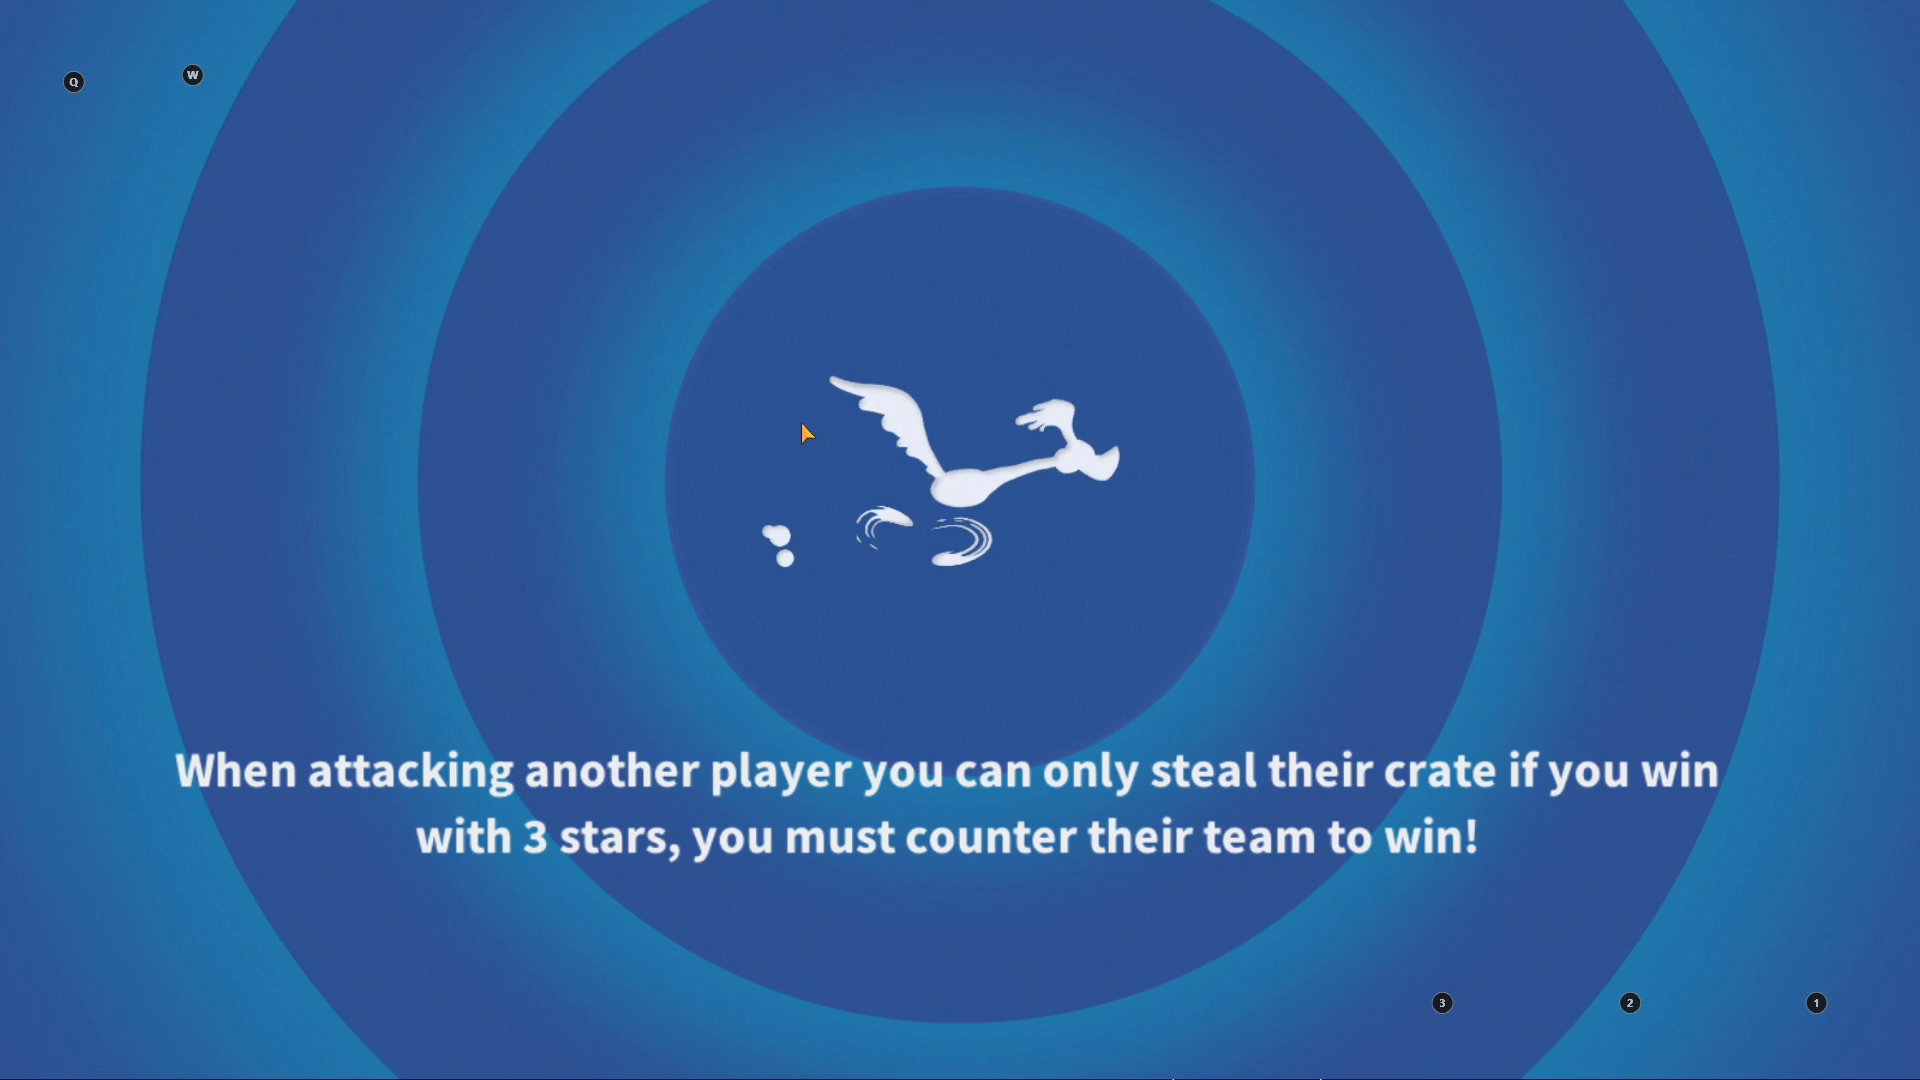 Q W
When attacking another player you can only steal their crate if you win
with 3 stars, you must counter their team to win!
3 2 1